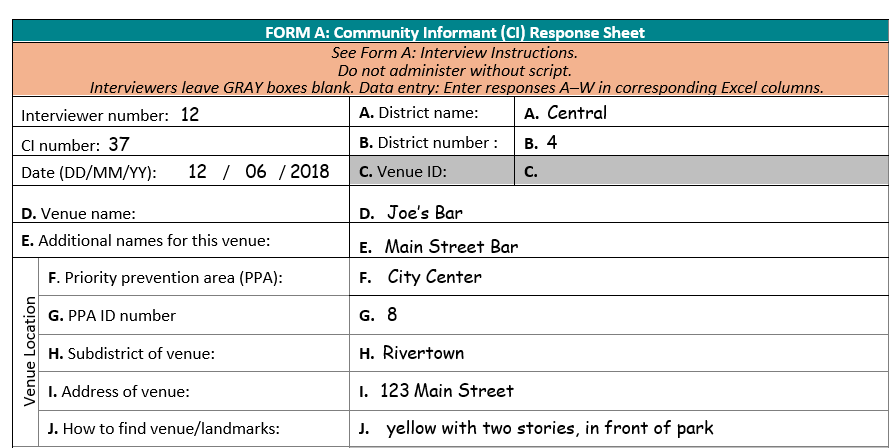 FORM A: Community Informant (CI) Response Sheet
See Form A: Interview Instructions.
Do not administer without script.
Interviewers leave GRAY boxes blank. Data entry: Enter responses A–W in corresponding Excel columns.
Interviewer number: 12 A. District name: A. Central
CI number: 37 B. District number : B. 4
Date (DD/MM/YY): 12 / 06 / 2018 C. Venue ID: C.
D. Venue name: D. Joe's Bar
E. Additional names for this venue: E. Main Street Bar
Venue Location
F. Priority prevention area (PPA): F. City Center
G. PPA ID number G. 8
H. Subdistrict of venue: H. Rivertown
I. Address of venue: I. 123 Main Street
J. How to find venue/landmarks: J. yellow with two stories, in front of park